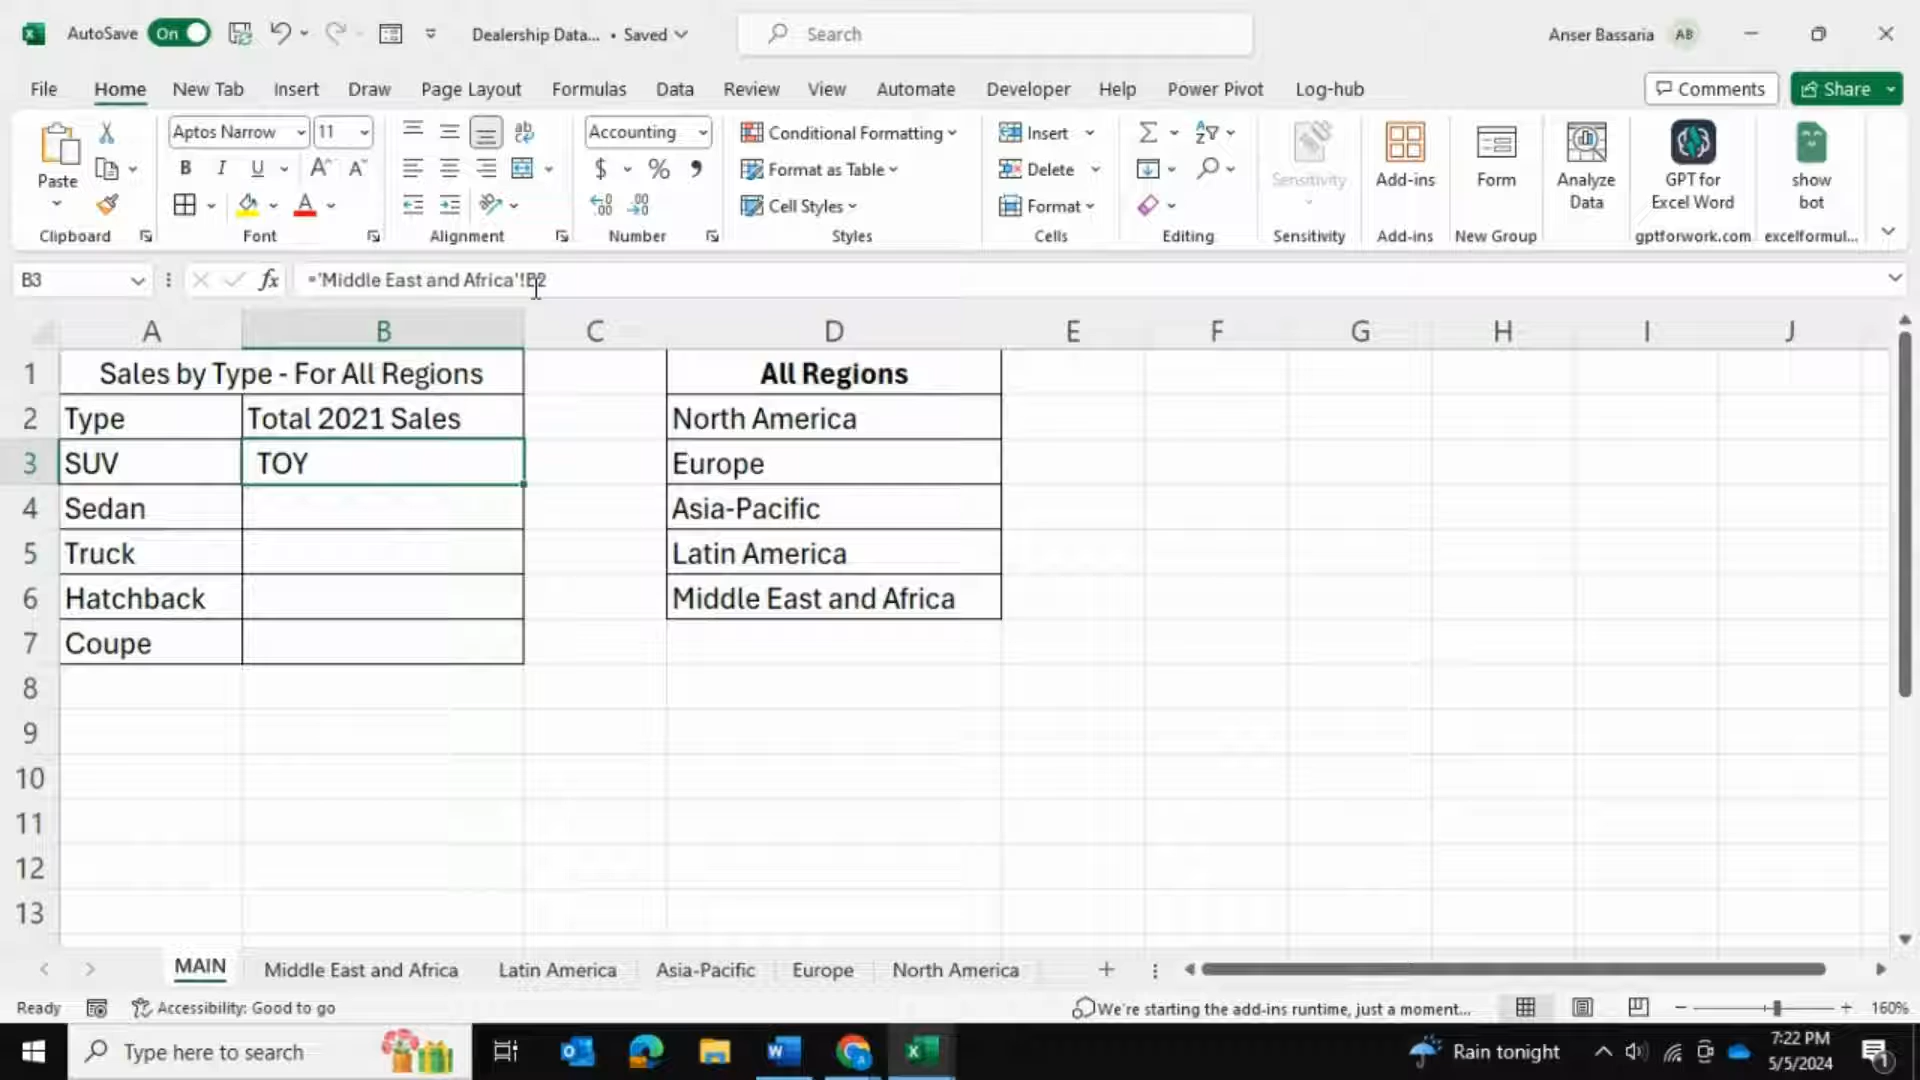 AutoSave On Dealership Data... • Saved Search Anser Bassaria AB
File Home New Tab Insert Draw Page Layout Formulas Data Review View Automate Developer Help Power Pivot Log-hub Comments Share
Paste Aptos Narrow 11 Accounting Conditional Formatting Insert Sensitivity Add-ins Form Analyze Data GPT for Excel Word show bot
B I U $ % Format as Table Delete
Cell Styles Format
Clipboard Font Alignment Number Styles Cells Editing Sensitivity Add-ins New Group gptforwork.com excelformul...
B3 fx ='Middle East and Africa'!B2
A B C D E F G H I J
1 Sales by Type - For All Regions All Regions
2 Type Total 2021 Sales North America
3 SUV TOY Europe
4 Sedan Asia-Pacific
5 Truck Latin America
6 Hatchback Middle East and Africa
7 Coupe
8
9
10
11
12
13
MAIN Middle East and Africa Latin America Asia-Pacific Europe North America
Ready Accessibility: Good to go We're starting the add-ins runtime, just a moment... 160%
Type here to search Rain tonight 7:22 PM
5/5/2024 1